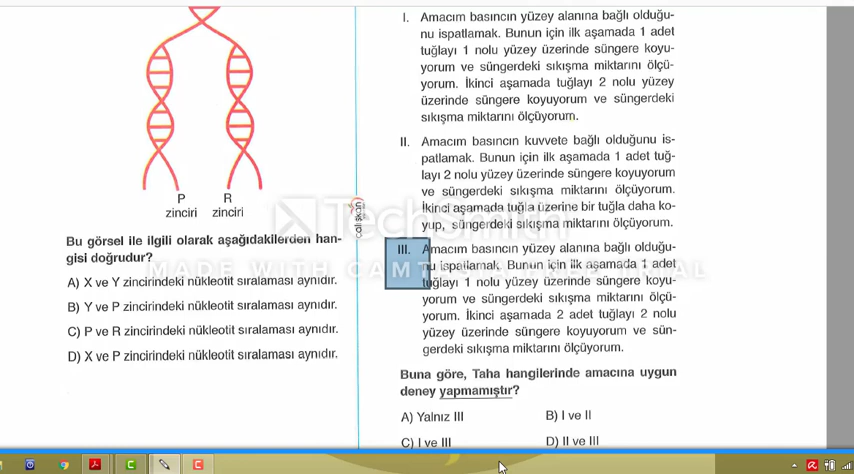 P
zinciri
R
zinciri
Bu görsel ile ilgili olarak aşağıdakilerden han-
gisi doğrudur?
A) X ve Y zincirindeki nükleotit sıralaması aynıdır.
B) Y ve P zincirindeki nükleotit sıralaması aynıdır.
C) P ve R zincirindeki nükleotit sıralaması aynıdır.
D) X ve P zincirindeki nükleotit sıralaması aynıdır.
çalışkan
I. Amacım basıncın yüzey alanına bağlı olduğu-
nu ispatlamak. Bunun için ilk aşamada 1 adet
tuğlayı 1 nolu yüzey üzerinde süngere koyu-
yorum ve süngerdeki sıkışma miktarını ölçü-
yorum. İkinci aşamada tuğlayı 2 nolu yüzey
üzerinde süngere koyuyorum ve süngerdeki
sıkışma miktarını ölçüyorum.
II. Amacım basıncın kuvvete bağlı olduğunu is-
patlamak. Bunun için ilk aşamada 1 adet tuğ-
layı 2 nolu yüzey üzerinde süngere koyuyorum
ve süngerdeki sıkışma miktarını ölçüyorum.
İkinci aşamada tuğla üzerine bir tuğla daha ko-
yup, süngerdeki sıkışma miktarını ölçüyorum.
III. Amacım basıncın yüzey alanına bağlı olduğu-
nu ispatlamak. Bunun için ilk aşamada 1 adet
tuğlayı 1 nolu yüzey üzerinde süngere koyu-
yorum ve süngerdeki sıkışma miktarını ölçü-
yorum. İkinci aşamada 2 adet tuğlayı 2 nolu
yüzey üzerinde süngere koyuyorum ve sün-
gerdeki sıkışma miktarını ölçüyorum.
Buna göre, Taha hangilerinde amacına uygun
deney yapmamıştır?
A) Yalnız III
B) I ve II
C) I ve III
D) II ve III
TechSmith
MADE WITH CAMTASIA FREE TRIAL